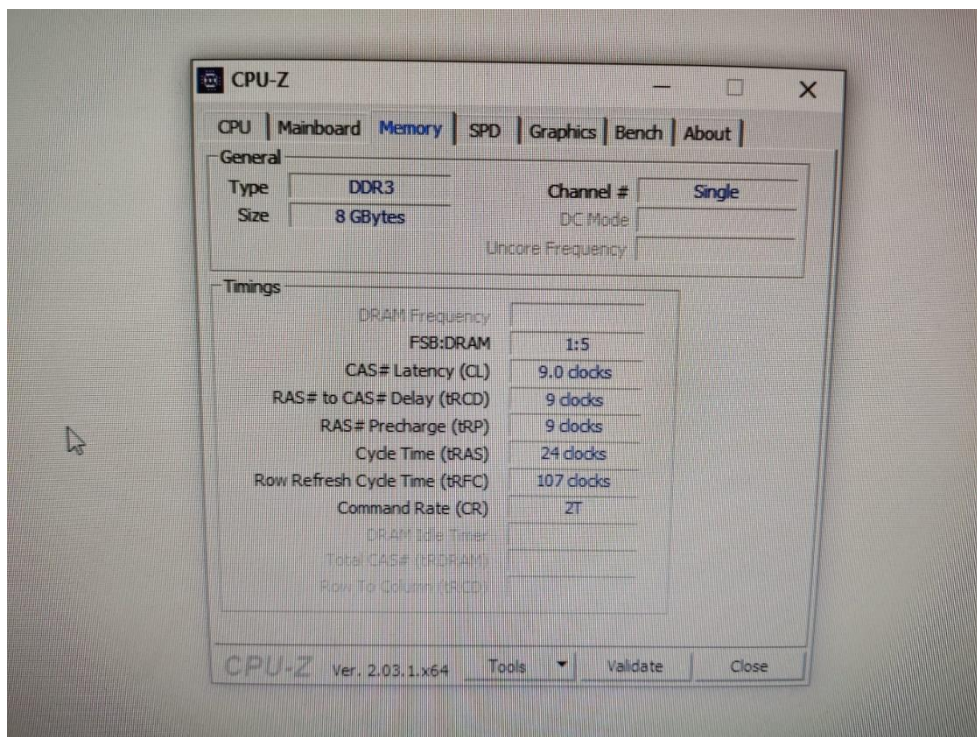 CPU-Z
CPU Mainboard Memory SPD Graphics Bench About
General
Type DDR3 Channel # Single
Size 8 GBytes DC Mode
Uncore Frequency
Timings
DRAM Frequency
FSB:DRAM 1:5
CAS# Latency (CL) 9.0 clocks
RAS# to CAS# Delay (tRCD) 9 clocks
RAS# Precharge (tRP) 9 clocks
Cycle Time (tRAS) 24 clocks
Row Refresh Cycle Time (tRFC) 107 clocks
Command Rate (CR) 2T
DRAM Idle Timer
Total CAS# (tRDRAM)
Row To Column (tRCD)
CPU-Z Ver. 2.03.1.x64 Tools Validate Close